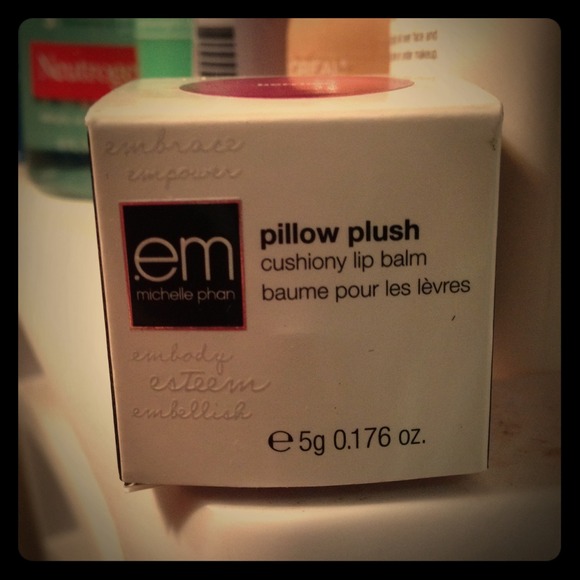 Neutroge
embrace
empower
.em
michelle phan
pillow plush
cushiony lip balm
baume pour les lèvres
embody
esteem
embellish
e 5g 0.176 oz.